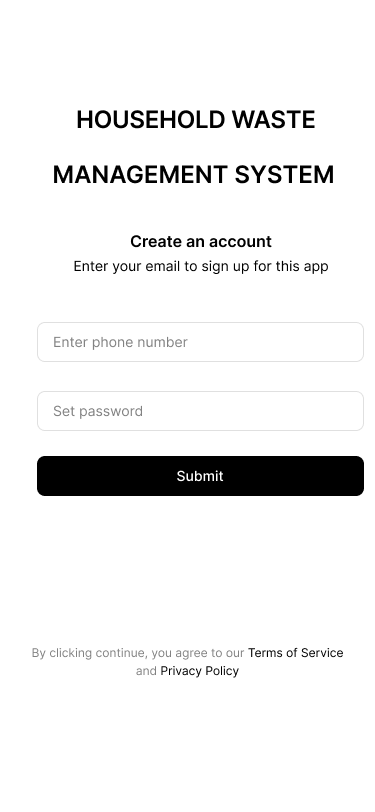 HOUSEHOLD WASTE
MANAGEMENT SYSTEM
Create an account
Enter your email to sign up for this app
Enter phone number
Set password
Submit
By clicking continue, you agree to our Terms of Service
and Privacy Policy